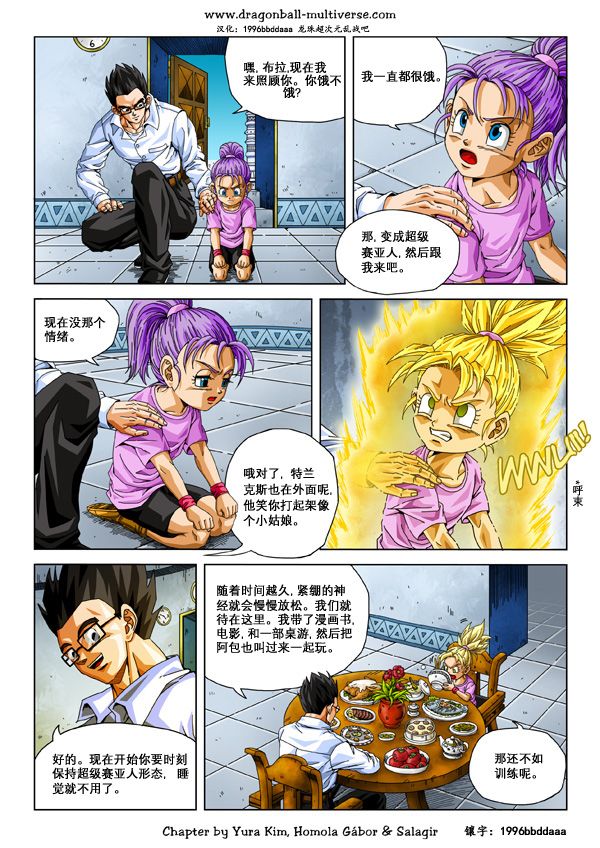 www.dragonball-multiverse.com
汉化：1996bbddaaa 龙珠超次元乱战吧
6
嘿, 布拉, 现在我
来照顾你。你饿不
饿？
我一直都很饿。
那, 变成超级
赛亚人, 然后跟
我来吧。
现在没那个
情绪。
哦对了, 特兰
克斯也在外面呢,
他笑你打起架像
个小姑娘。
*呼束
好的。现在开始你要时刻
保持超级赛亚人形态, 睡
觉就不用了。
随着时间越久, 紧绷的神
经就会慢慢放松。我们就
待在这里。我带了漫画书,
电影, 和一部桌游, 然后把
阿包也叫过来一起玩。
那还不如
训练呢。
Chapter by Yura Kim, Homola Gábor & Salagir
镶字：1996bbddaaa